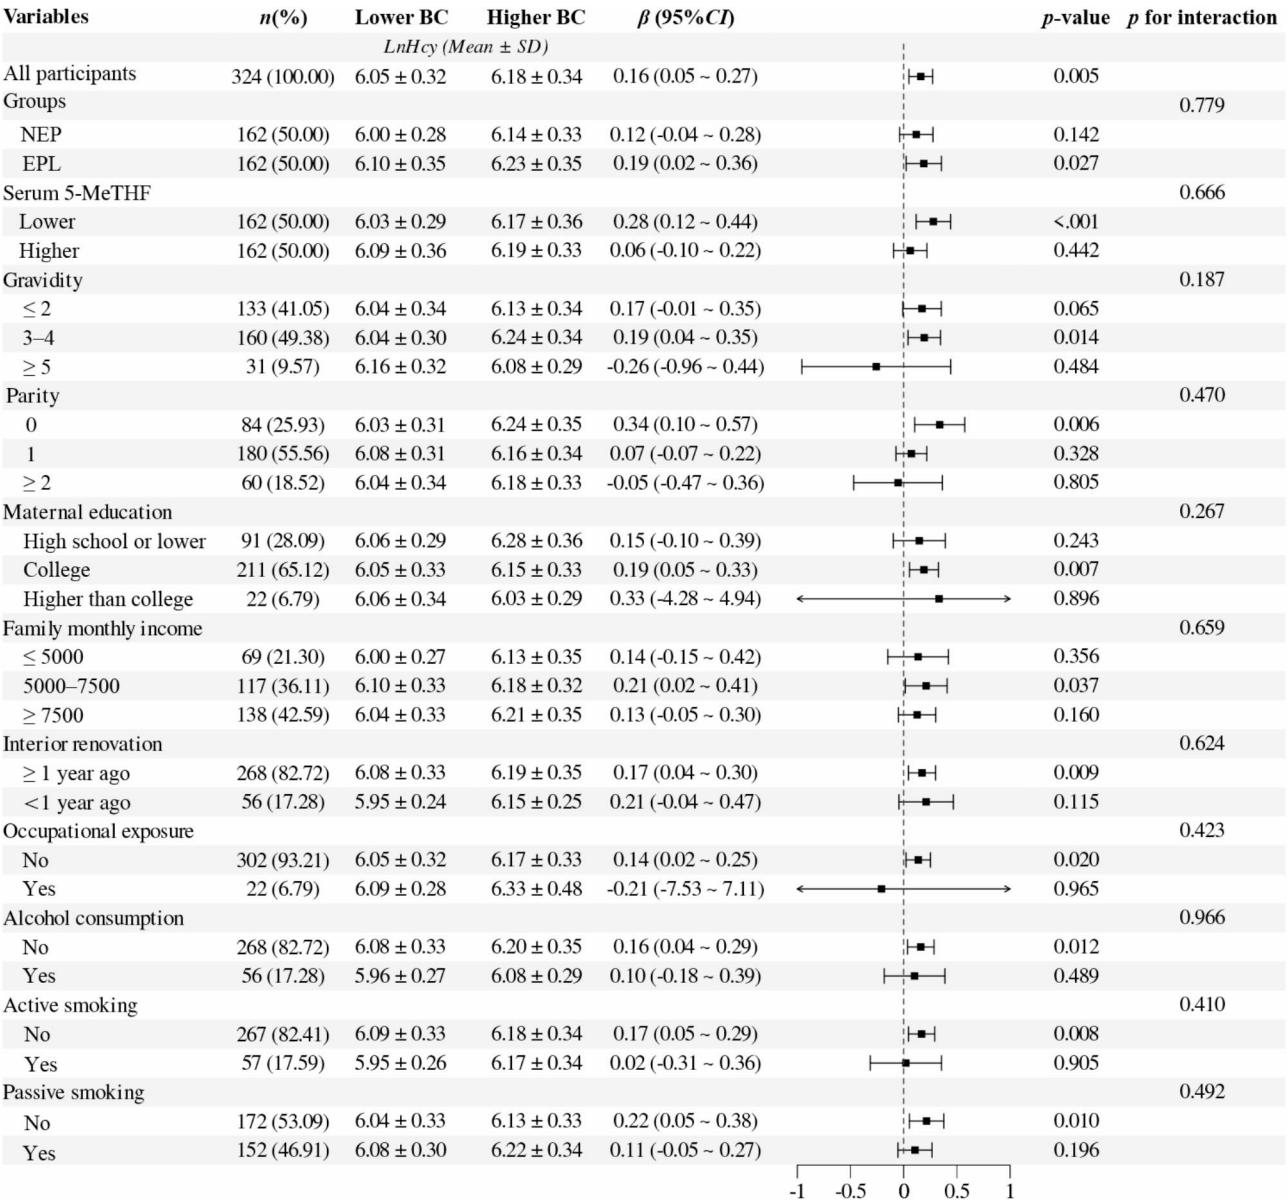 Variables n(%) Lower BC Higher BC β (95%CI) p-value p for interaction
LnHcy (Mean ± SD)
All participants 324 (100.00) 6.05 ± 0.32 6.18 ± 0.34 0.16 (0.05 ~ 0.27) 0.005
Groups 0.779
NEP 162 (50.00) 6.00 ± 0.28 6.14 ± 0.33 0.12 (-0.04 ~ 0.28) 0.142
EPL 162 (50.00) 6.10 ± 0.35 6.23 ± 0.35 0.19 (0.02 ~ 0.36) 0.027
Serum 5-MeTHF 0.666
Lower 162 (50.00) 6.03 ± 0.29 6.17 ± 0.36 0.28 (0.12 ~ 0.44) <.001
Higher 162 (50.00) 6.09 ± 0.36 6.19 ± 0.33 0.06 (-0.10 ~ 0.22) 0.442
Gravidity 0.187
≤ 2 133 (41.05) 6.04 ± 0.34 6.13 ± 0.34 0.17 (-0.01 ~ 0.35) 0.065
3–4 160 (49.38) 6.04 ± 0.30 6.24 ± 0.34 0.19 (0.04 ~ 0.35) 0.014
≥ 5 31 (9.57) 6.16 ± 0.32 6.08 ± 0.29 -0.26 (-0.96 ~ 0.44) 0.484
Parity 0.470
0 84 (25.93) 6.03 ± 0.31 6.24 ± 0.35 0.34 (0.10 ~ 0.57) 0.006
1 180 (55.56) 6.08 ± 0.31 6.16 ± 0.34 0.07 (-0.07 ~ 0.22) 0.328
≥ 2 60 (18.52) 6.04 ± 0.34 6.18 ± 0.33 -0.05 (-0.47 ~ 0.36) 0.805
Maternal education 0.267
High school or lower 91 (28.09) 6.06 ± 0.29 6.28 ± 0.36 0.15 (-0.10 ~ 0.39) 0.243
College 211 (65.12) 6.05 ± 0.33 6.15 ± 0.33 0.19 (0.05 ~ 0.33) 0.007
Higher than college 22 (6.79) 6.06 ± 0.34 6.03 ± 0.29 0.33 (-4.28 ~ 4.94) 0.896
Family monthly income 0.659
≤ 5000 69 (21.30) 6.00 ± 0.27 6.13 ± 0.35 0.14 (-0.15 ~ 0.42) 0.356
5000–7500 117 (36.11) 6.10 ± 0.33 6.18 ± 0.32 0.21 (0.02 ~ 0.41) 0.037
≥ 7500 138 (42.59) 6.04 ± 0.33 6.21 ± 0.35 0.13 (-0.05 ~ 0.30) 0.160
Interior renovation 0.624
≥ 1 year ago 268 (82.72) 6.08 ± 0.33 6.19 ± 0.35 0.17 (0.04 ~ 0.30) 0.009
<1 year ago 56 (17.28) 5.95 ± 0.24 6.15 ± 0.25 0.21 (-0.04 ~ 0.47) 0.115
Occupational exposure 0.423
No 302 (93.21) 6.05 ± 0.32 6.17 ± 0.33 0.14 (0.02 ~ 0.25) 0.020
Yes 22 (6.79) 6.09 ± 0.28 6.33 ± 0.48 -0.21 (-7.53 ~ 7.11) 0.965
Alcohol consumption 0.966
No 268 (82.72) 6.08 ± 0.33 6.20 ± 0.35 0.16 (0.04 ~ 0.29) 0.012
Yes 56 (17.28) 5.96 ± 0.27 6.08 ± 0.29 0.10 (-0.18 ~ 0.39) 0.489
Active smoking 0.410
No 267 (82.41) 6.09 ± 0.33 6.18 ± 0.34 0.17 (0.05 ~ 0.29) 0.008
Yes 57 (17.59) 5.95 ± 0.26 6.17 ± 0.34 0.02 (-0.31 ~ 0.36) 0.905
Passive smoking 0.492
No 172 (53.09) 6.04 ± 0.33 6.13 ± 0.33 0.22 (0.05 ~ 0.38) 0.010
Yes 152 (46.91) 6.08 ± 0.30 6.22 ± 0.34 0.11 (-0.05 ~ 0.27) 0.196
-1 -0.5 0 0.5 1